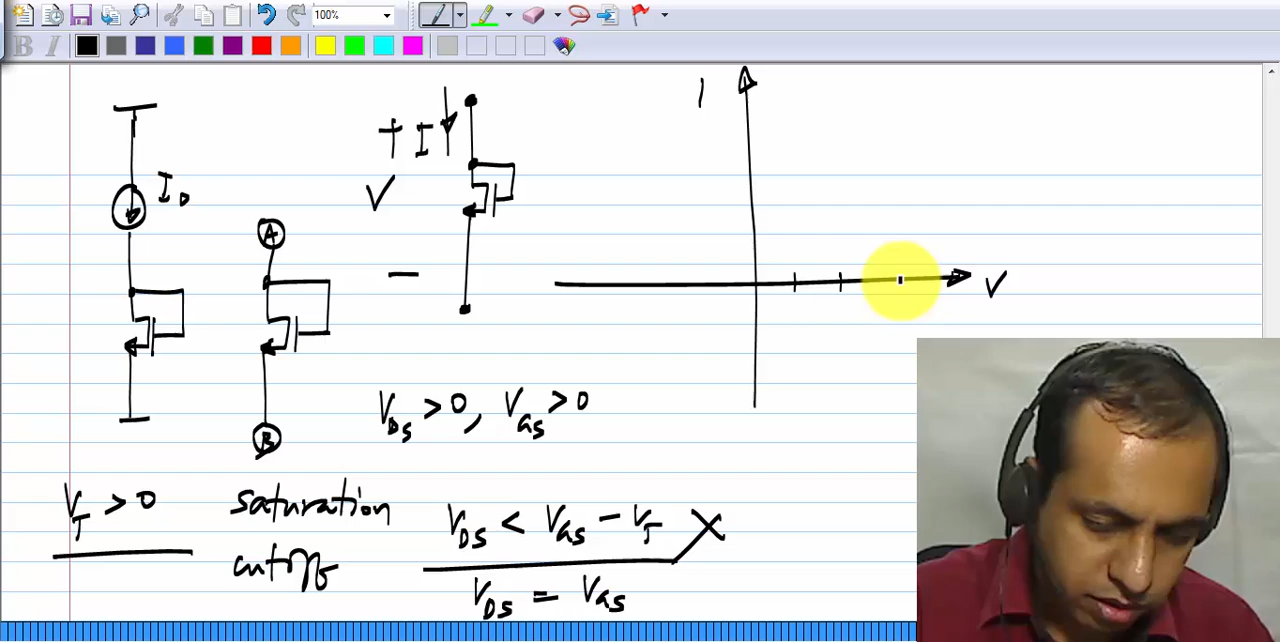 100%
B I
I
+ I
I_D
V
A
−
V
V_DS > 0, V_GS > 0
B
V_T > 0
saturation
V_DS < V_GS − V_T ×
cutoff
V_DS = V_GS